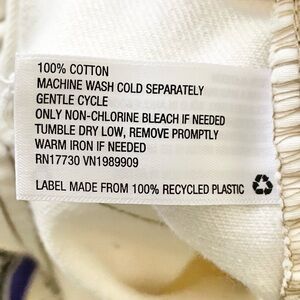 100% COTTON
MACHINE WASH COLD SEPARATELY
GENTLE CYCLE
ONLY NON-CHLORINE BLEACH IF NEEDED
TUMBLE DRY LOW, REMOVE PROMPTLY
WARM IRON IF NEEDED
RN17730 VN1989909
LABEL MADE FROM 100% RECYCLED PLASTIC